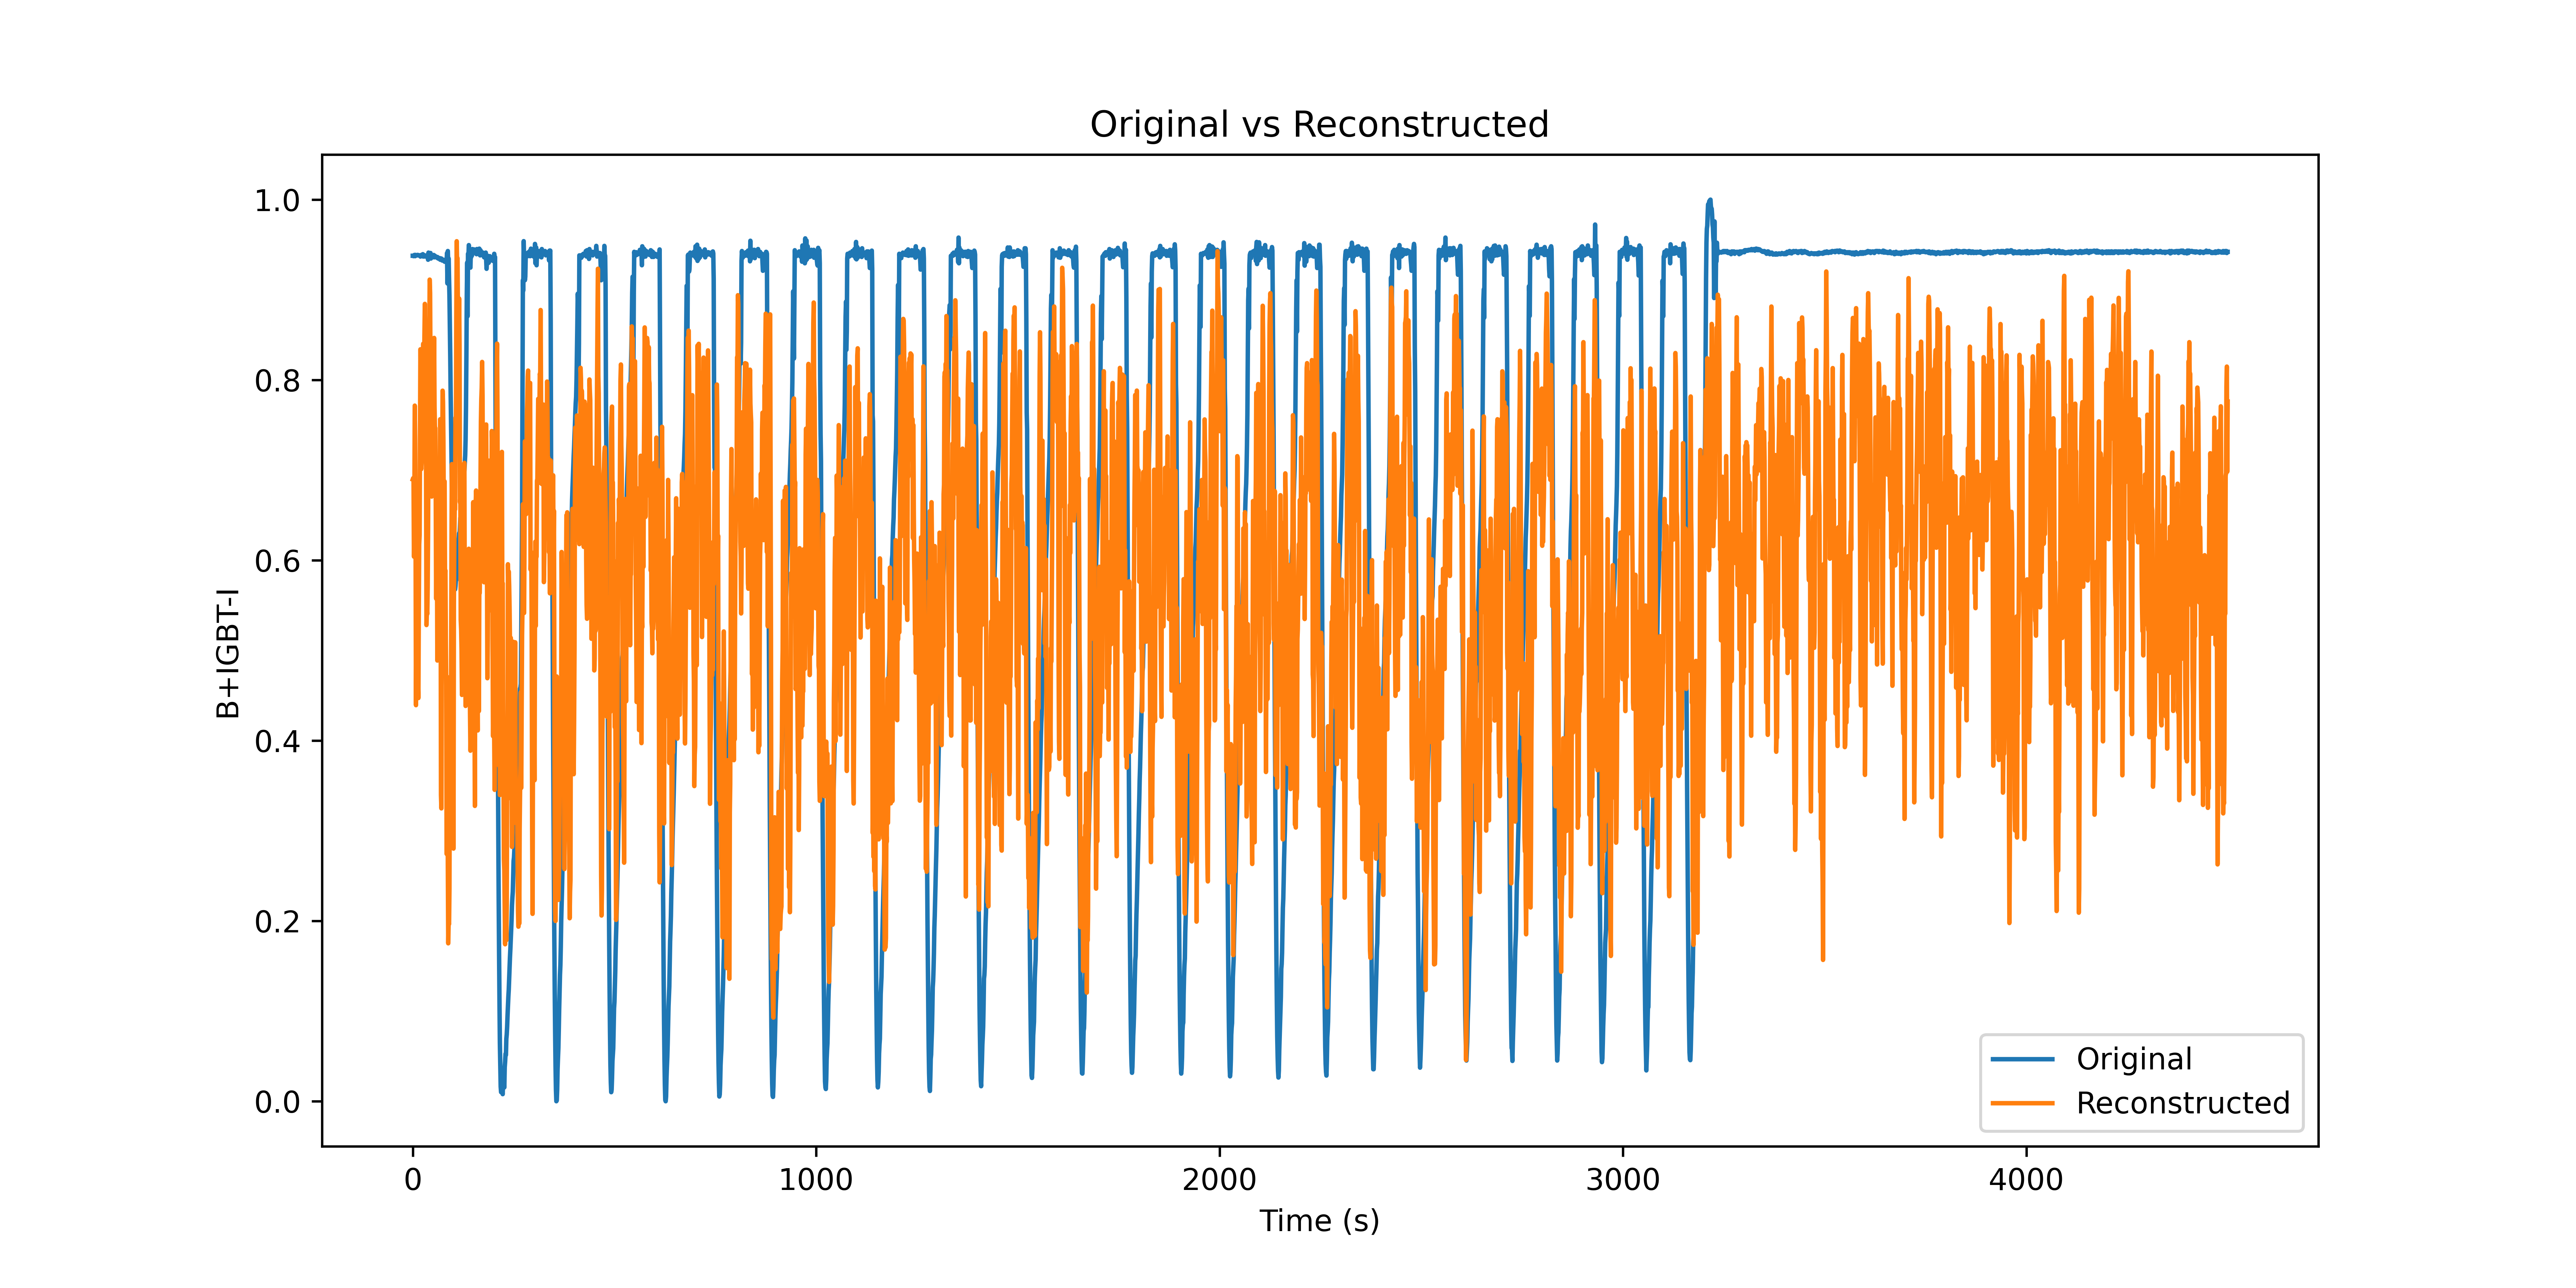 Original vs Reconstructed
1.0
0.8
0.6
0.4
0.2
0.0
B+IGBT-I
0
1000
2000
3000
4000
Time (s)
Original
Reconstructed